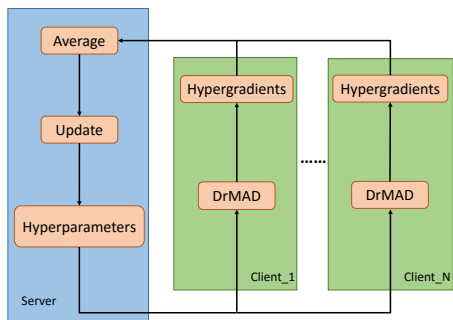 Average
Update
Hyperparameters
Server
Hypergradients
DrMAD
Client_1
......
Hypergradients
DrMAD
Client_N